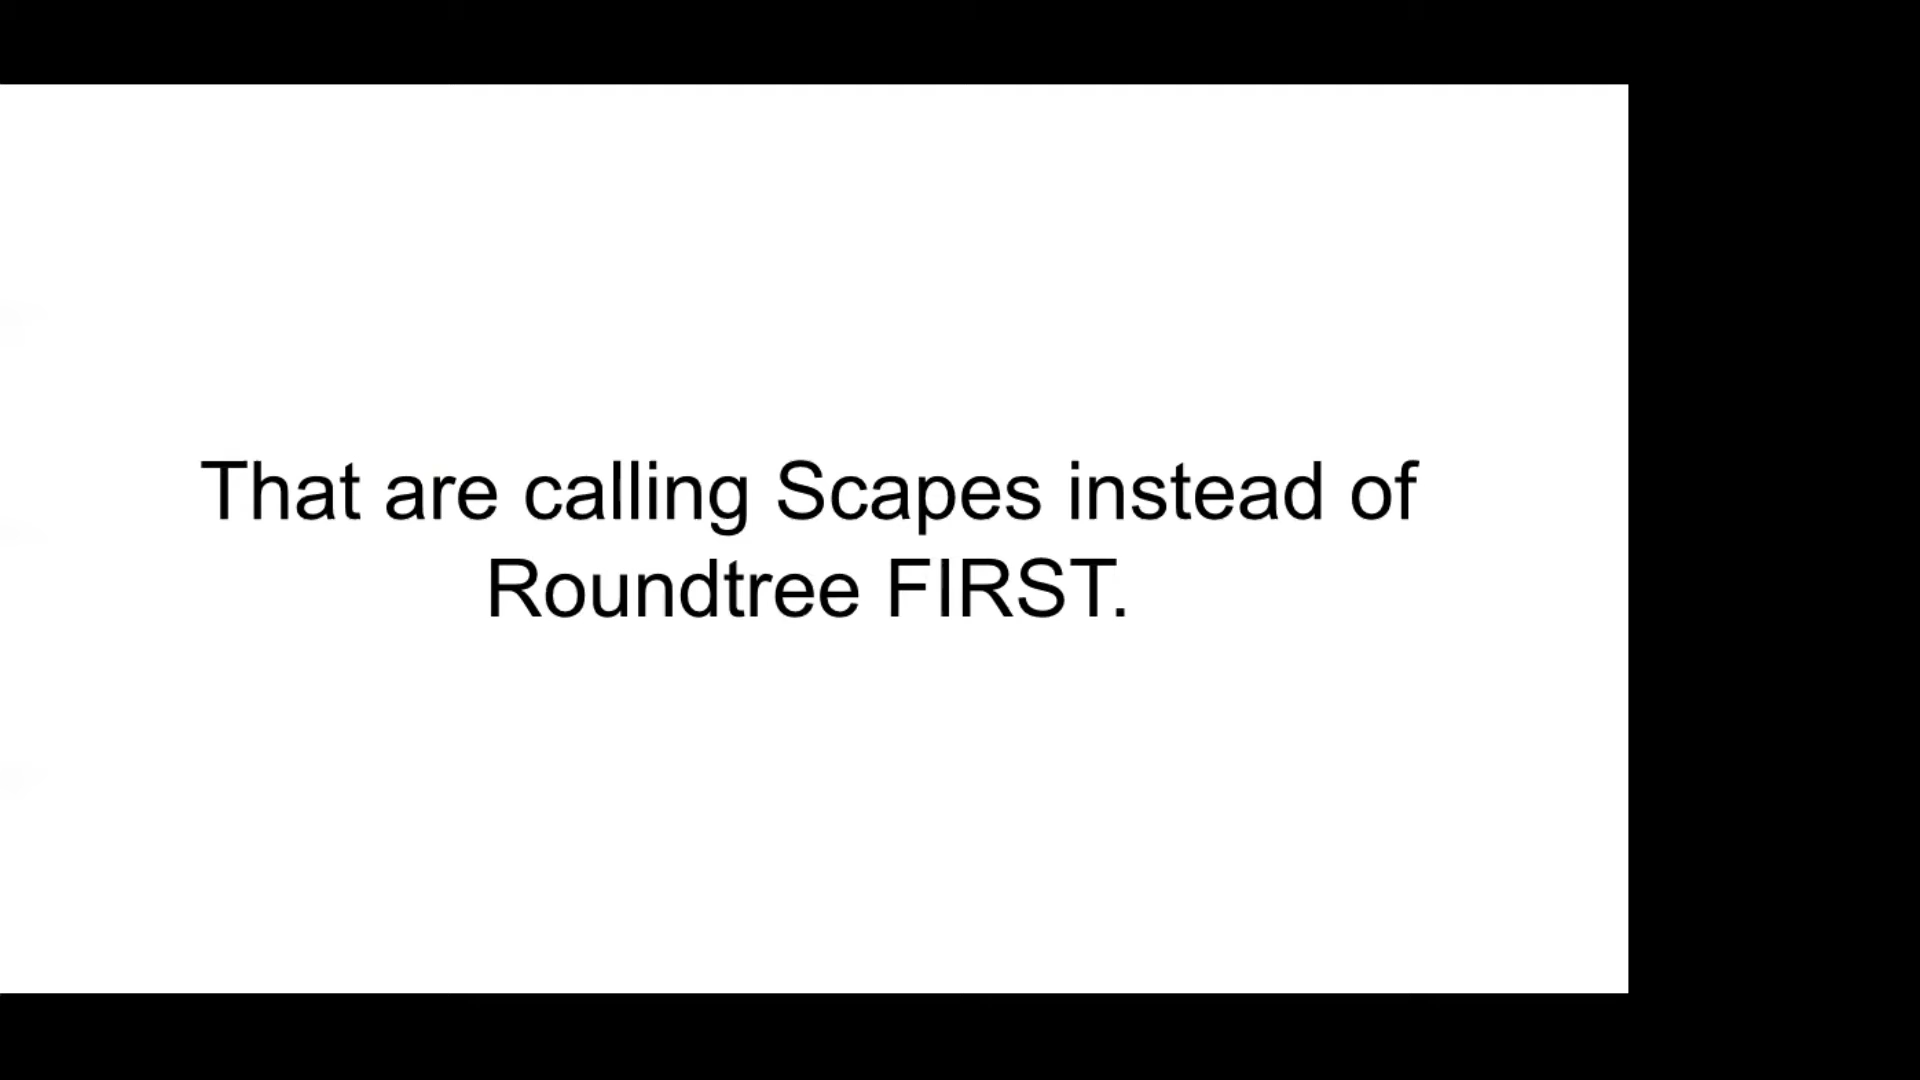 That are calling Scapes instead of
Roundtree FIRST.